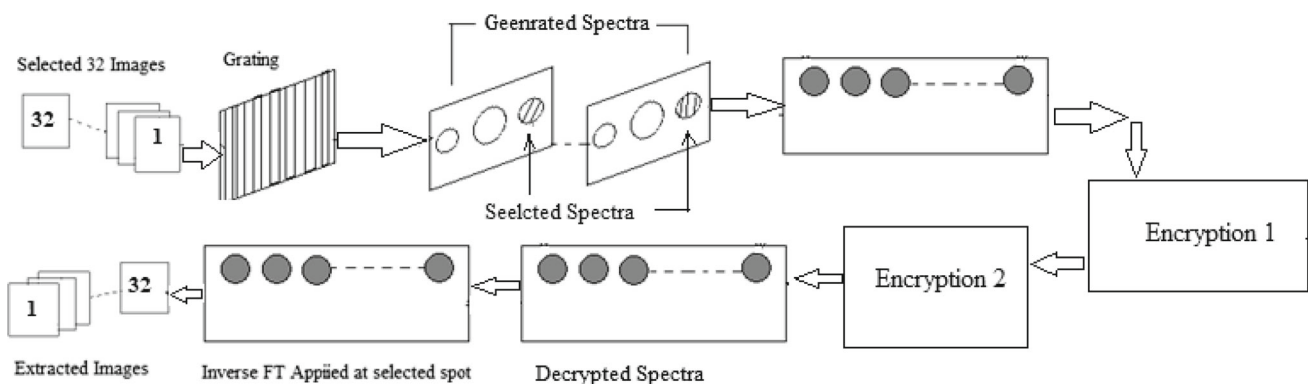 Geenrated Spectra
Grating
Selected 32 Images
32
1
Seelcted Spectra
Encryption 1
Encryption 2
32
1
Extracted Images
Inverse FT Appiied at selected spot
Decrypted Spectra